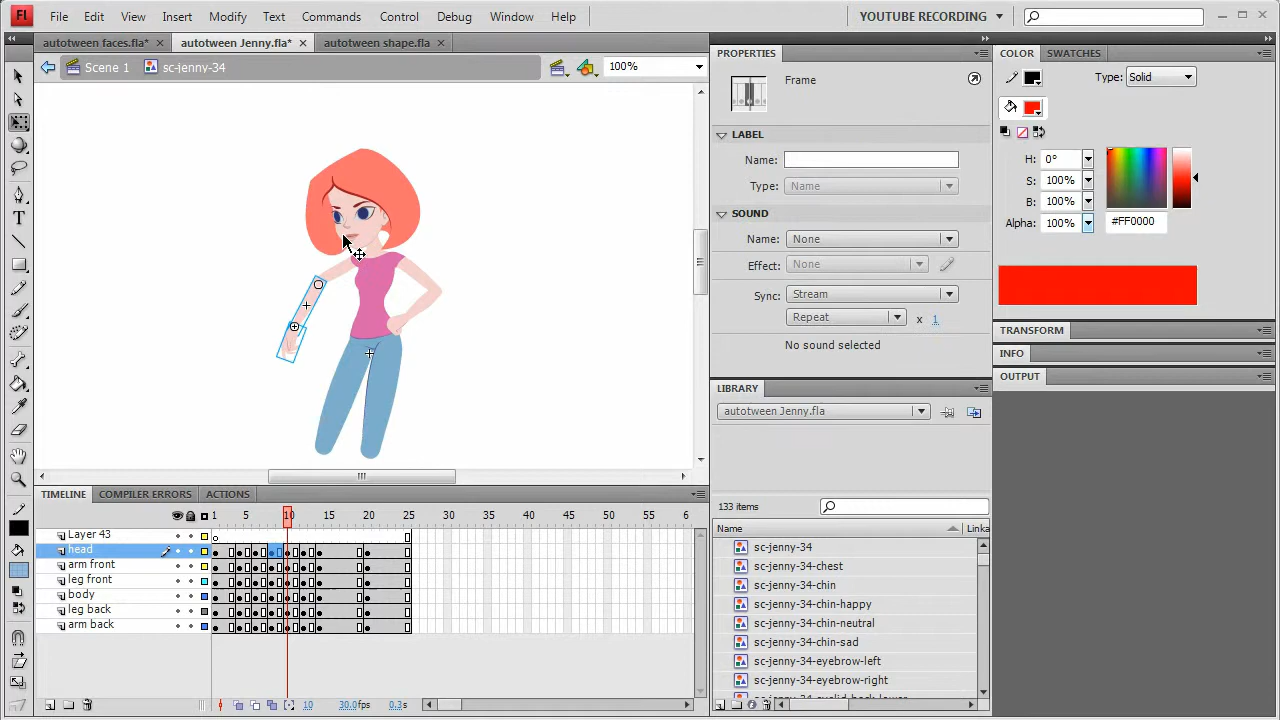 Fl File Edit View Insert Modify Text Commands Control Debug Window Help YOUTUBE RECORDING
autotween faces.fla* autotween Jenny.fla* autotween shape.fla
Scene 1 sc-jenny-34 100%
PROPERTIES
Frame
LABEL
Name:
Type: Name
SOUND
Name: None
Effect: None
Sync: Stream
Repeat x 1
No sound selected
LIBRARY
autotween Jenny.fla
133 items
Name Linka
sc-jenny-34
sc-jenny-34-chest
sc-jenny-34-chin
sc-jenny-34-chin-happy
sc-jenny-34-chin-neutral
sc-jenny-34-chin-sad
sc-jenny-34-eyebrow-left
sc-jenny-34-eyebrow-right
sc-jenny-34-eyelid-back-lower
COLOR SWATCHES
Type: Solid
H: 0°
S: 100%
B: 100%
Alpha: 100% #FF0000
TRANSFORM
INFO
OUTPUT
TIMELINE COMPILER ERRORS ACTIONS
1 5 10 15 20 25 30 35 40 45 50 55 6
Layer 43
head
arm front
leg front
body
leg back
arm back
10 30.0fps 0.3s